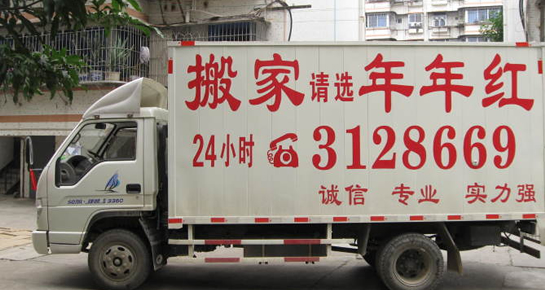 搬家请选年年红
24小时 3128669
诚信 专业 实力强